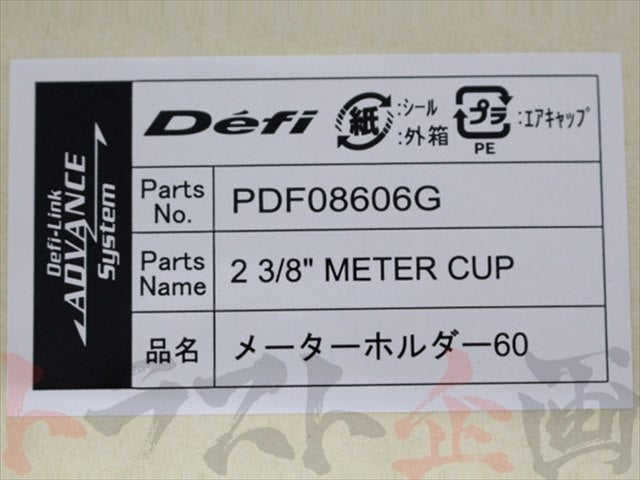 Defi-Link
ADVANCE
System
Défi
紙
:シール
:外箱
プラ
PE
:エアキャップ
Parts No.
PDF08606G
Parts Name
2 3/8" METER CUP
品名
メーターホルダー60
トラスト企画